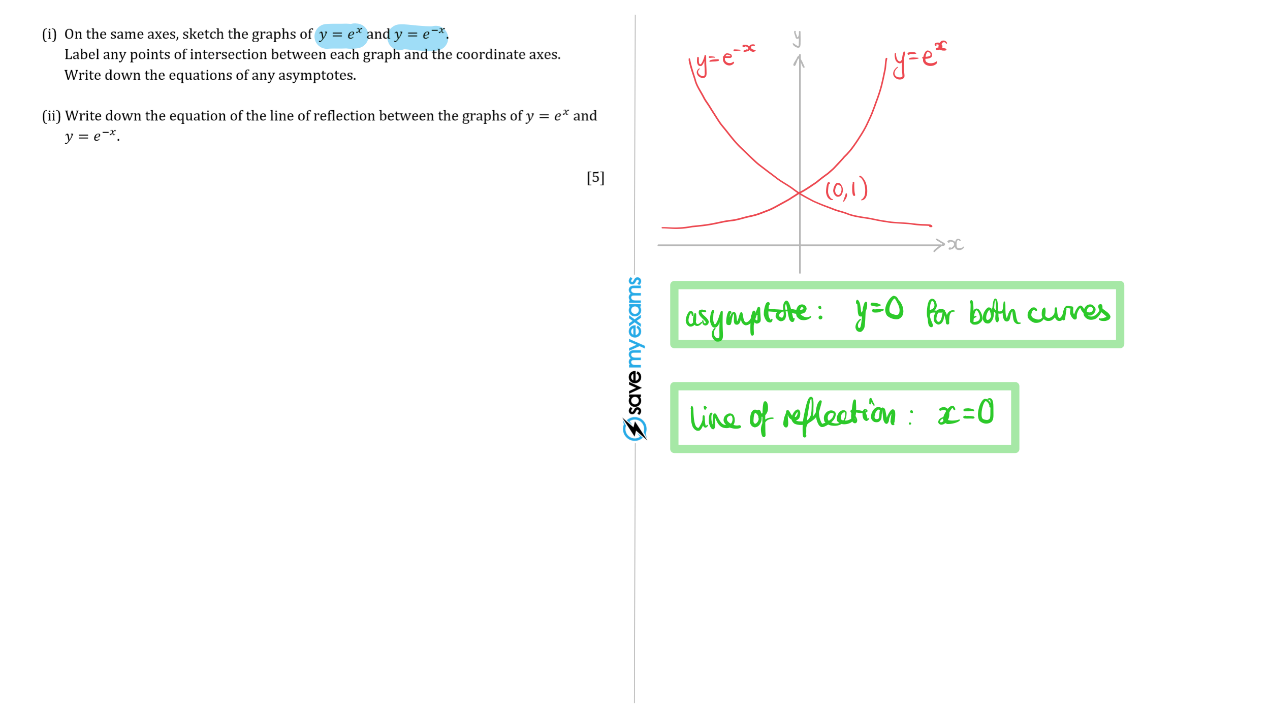 (i) On the same axes, sketch the graphs of y = eˣ and y = e⁻ˣ.
Label any points of intersection between each graph and the coordinate axes.
Write down the equations of any asymptotes.
(ii) Write down the equation of the line of reflection between the graphs of y = eˣ and
y = e⁻ˣ.
[5]
save my exams
y
y=e⁻ˣ
y=eˣ
(0,1)
x
asymptote: y=0 for both curves
line of reflection: x=0